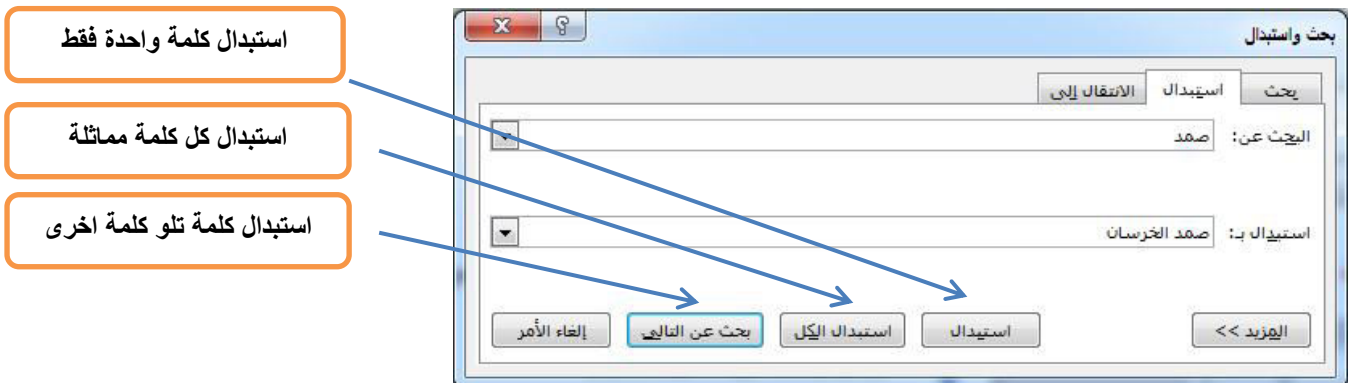 استبدال كلمة واحدة فقط
استبدال كل كلمة مماثلة
استبدال كلمة تلو كلمة اخرى
بحث واستبدال
بحث
استبدال
الانتقال إلى
البحث عن:
صمد
استبدال بـ:
صمد الخرسان
المزيد >>
استبدال
استبدال الكل
بحث عن التالي
إلغاء الأمر